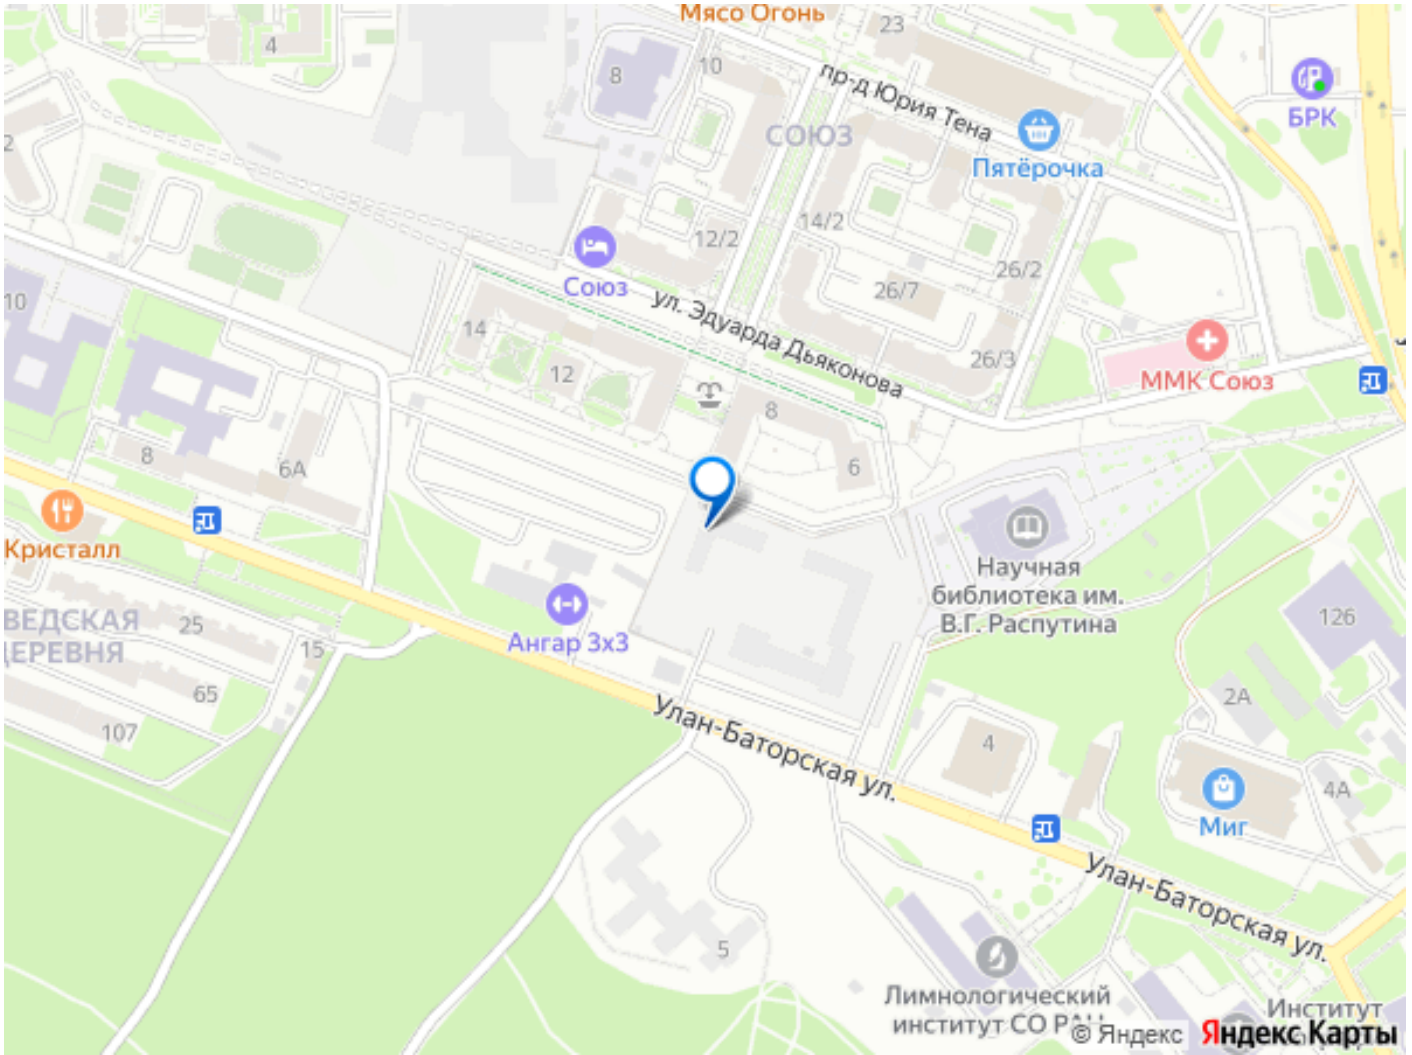 Мясо Огонь
23
4
8
10
пр-д Юрия Тена
БРК
СОЮЗ
Пятёрочка
2
14/2
12/2
Союз
26/2
26/7
10
ул. Эдуарда Дьяконова
14
26/3
12
ММК Союз
8
8
6А
6
Кристалл
Научная
библиотека им.
В.Г. Распутина
Ангар 3х3
ВЕДСКАЯ
ДЕРЕВНЯ
25
15
126
65
2А
107
Улан-Баторская ул.
4
4А
Миг
Улан-Баторская ул.
5
Лимнологический
институт СО РАН
Институт
© Яндекс
Яндекс Карты